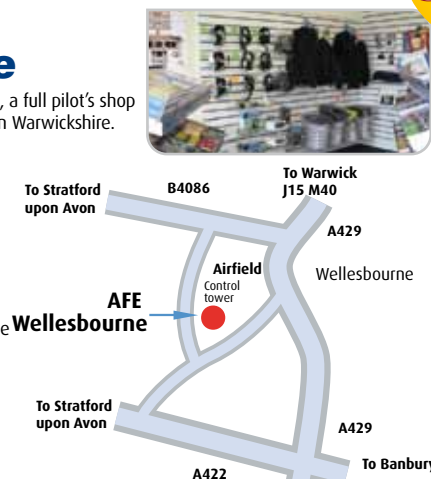 e
, a full pilot's shop
n Warwickshire.
To Warwick
J15 M40
To Stratford
upon Avon
B4086
A429
Airfield
Control
tower
Wellesbourne
AFE
e Wellesbourne
To Stratford
upon Avon
A429
To Banbury
A422